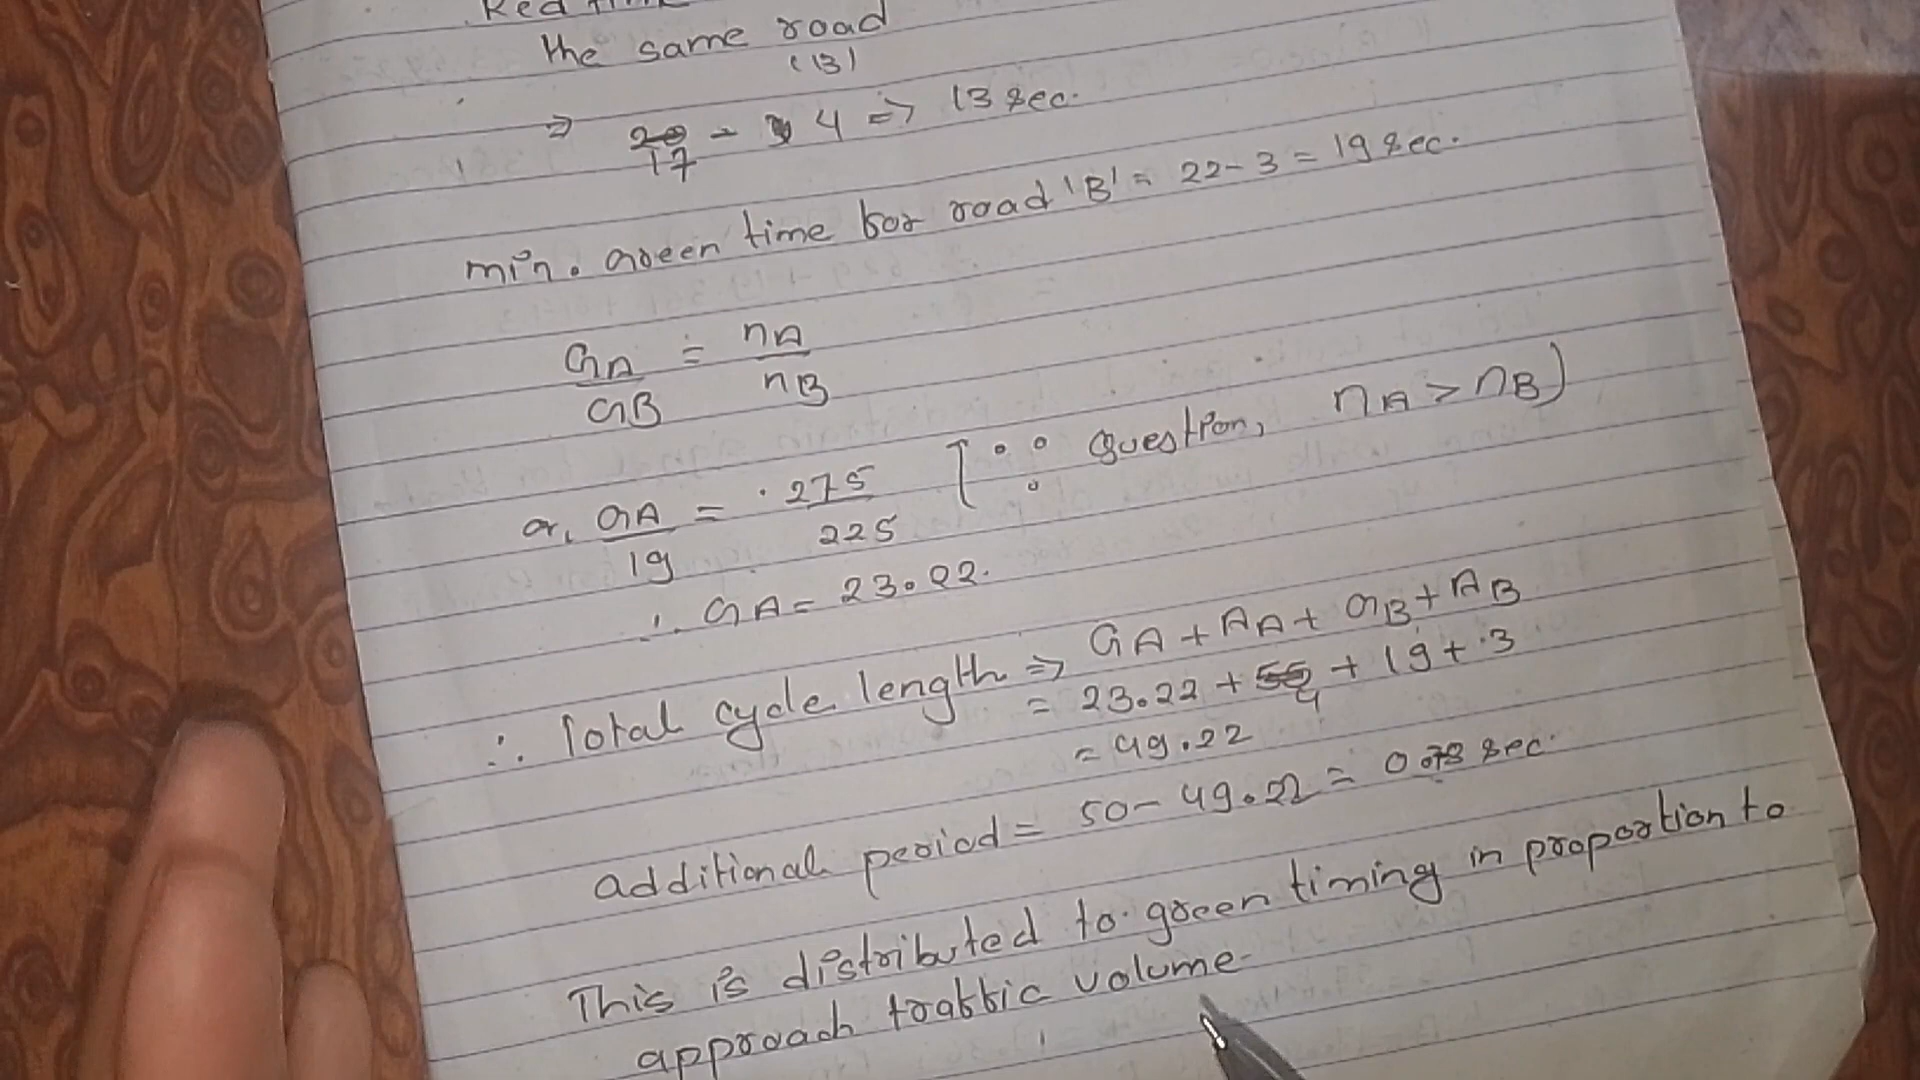 Red time
the same road
(B)
⇒ 20 - 4 ⇒ 13 sec.
17
min. Green time for road 'B' = 22-3 = 19 sec.
GA = nA
GB nB
or, GA = 275 [∵ question, nA > nB)
19 225
∴ GA = 23.22.
∴ Total cycle length ⇒ GA + AA + GB + AB
= 23.22 + 4 + 19 + 3
= 49.22
additional period = 50 - 49.22 = 0.78 sec.
This is distributed to green timing in proportion to
approach traffic volume.